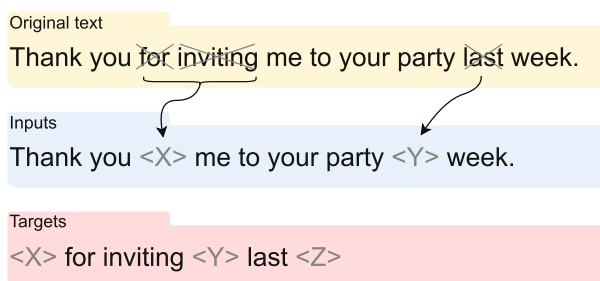 Original text
Thank you for inviting me to your party last week.
Inputs
Thank you <X> me to your party <Y> week.
Targets
<X> for inviting <Y> last <Z>